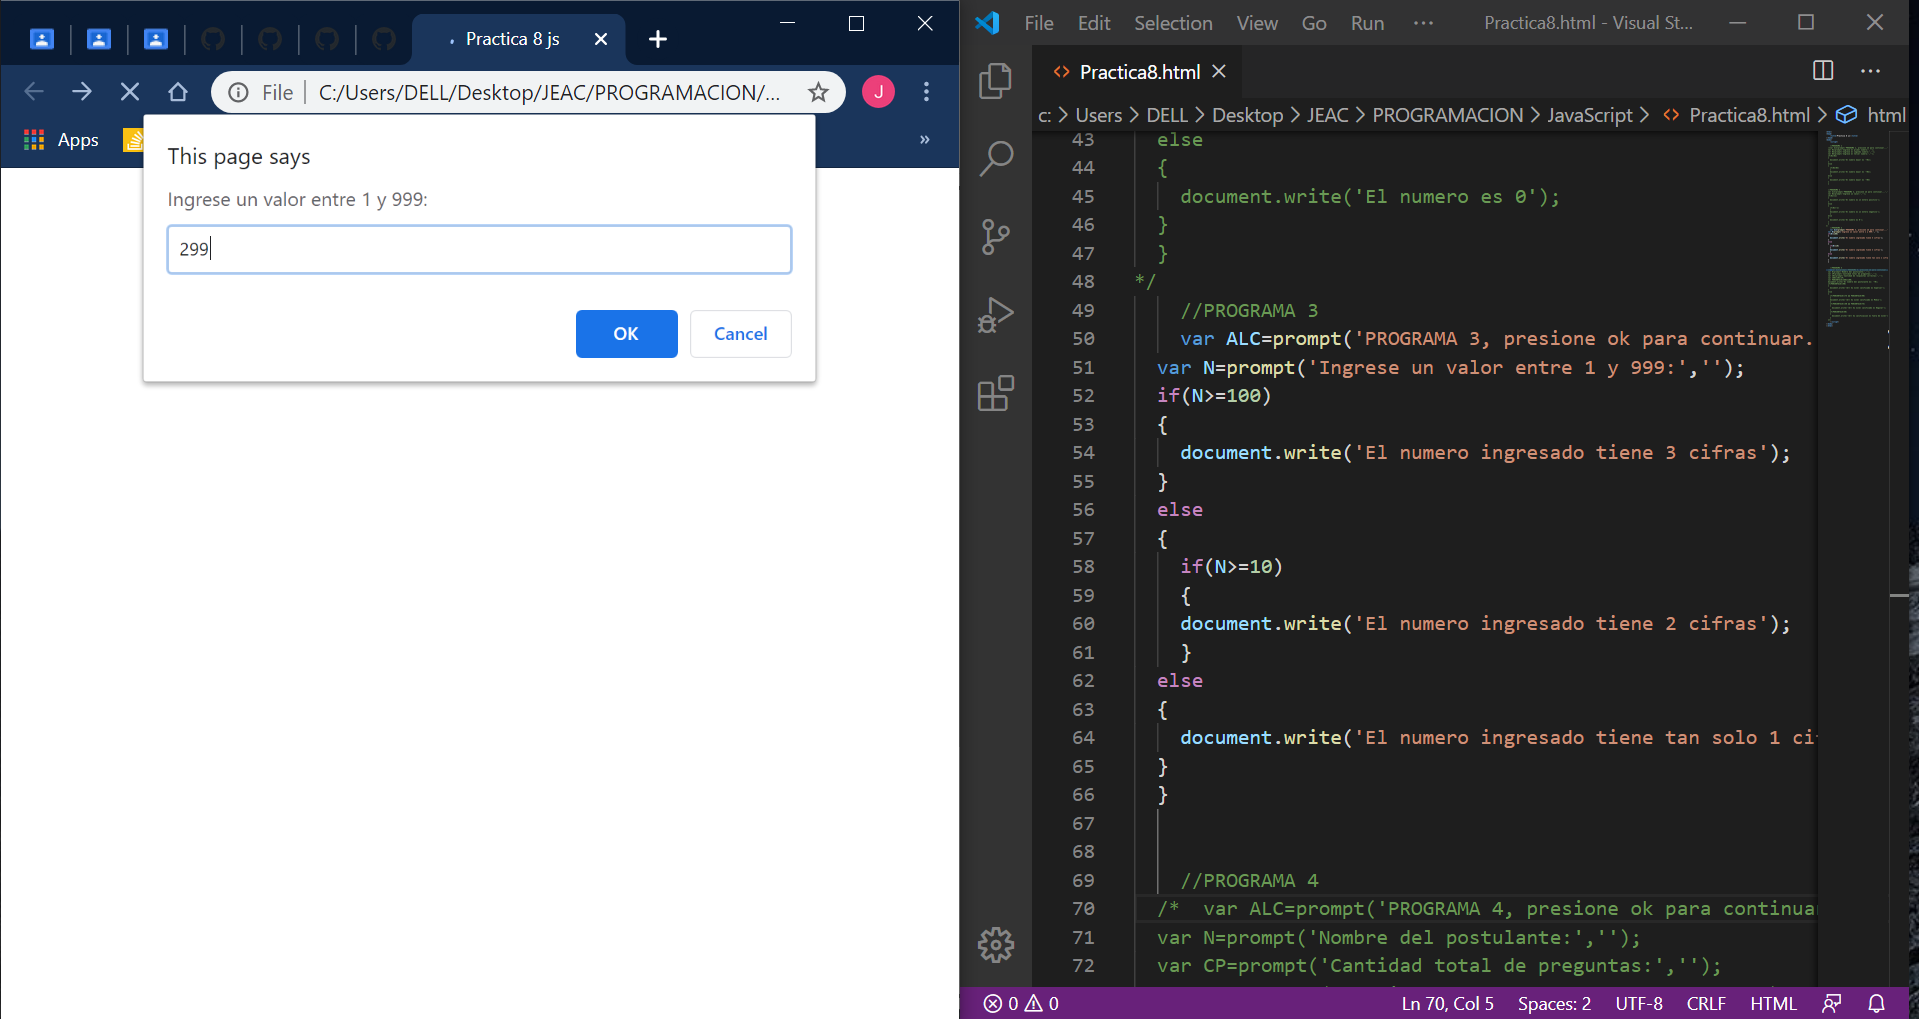 Practica 8 js
File C:/Users/DELL/Desktop/JEAC/PROGRAMACION/...
J
Apps
»
This page says
Ingrese un valor entre 1 y 999:
299
OK
Cancel
File Edit Selection View Go Run ··· Practica8.html - Visual St...
Practica8.html
c: > Users > DELL > Desktop > JEAC > PROGRAMACION > JavaScript > Practica8.html > html
43 else
44 {
45 document.write('El numero es 0');
46 }
47 }
48 */
49 //PROGRAMA 3
50 var ALC=prompt('PROGRAMA 3, presione ok para continuar.
51 var N=prompt('Ingrese un valor entre 1 y 999:','');
52 if(N>=100)
53 {
54 document.write('El numero ingresado tiene 3 cifras');
55 }
56 else
57 {
58 if(N>=10)
59 {
60 document.write('El numero ingresado tiene 2 cifras');
61 }
62 else
63 {
64 document.write('El numero ingresado tiene tan solo 1 ci
65 }
66 }
67
68
69 //PROGRAMA 4
70 /* var ALC=prompt('PROGRAMA 4, presione ok para continua
71 var N=prompt('Nombre del postulante:','');
72 var CP=prompt('Cantidad total de preguntas:','');
0 0 Ln 70, Col 5 Spaces: 2 UTF-8 CRLF HTML